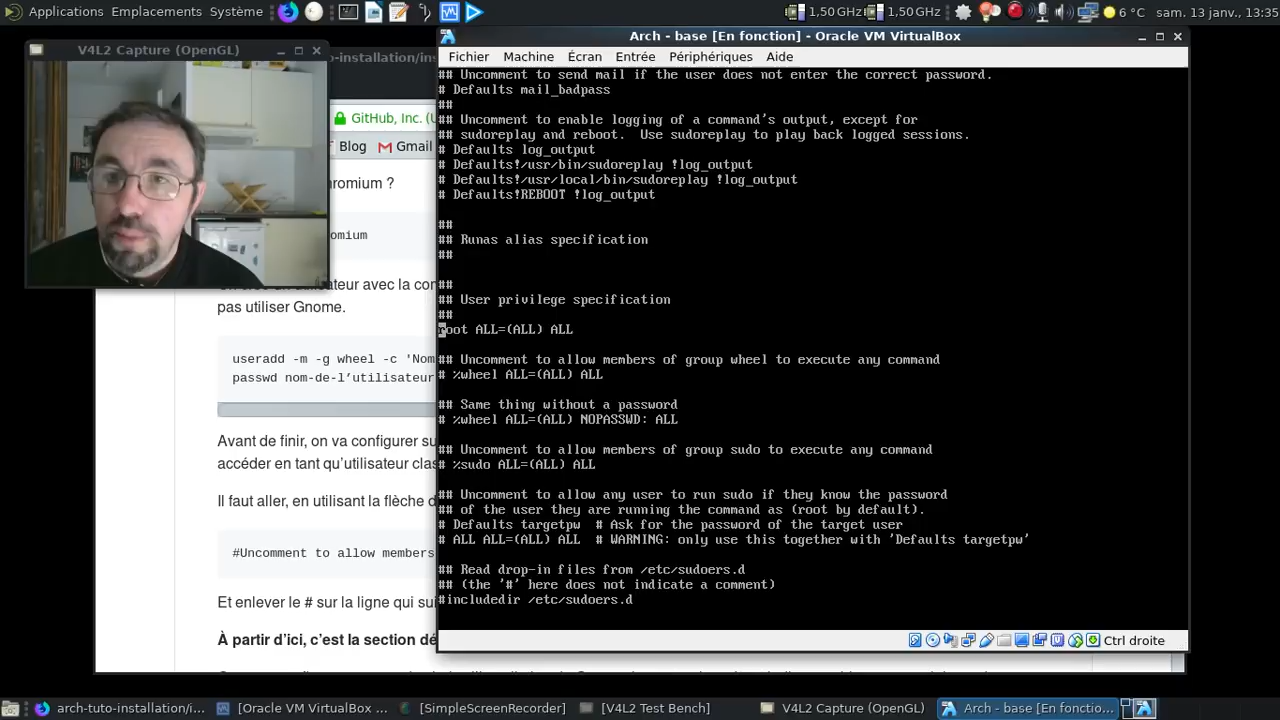 Applications Emplacements Système
1,50 GHz 1,50 GHz 6 °C sam. 13 janv., 13:35
V4L2 Capture (OpenGL)
to-installation/in
GitHub, Inc. (U
Blog Gmail
hromium ?
omium
pas utiliser Gnome.
useradd -m -g wheel -c 'Nom
passwd nom-de-l’utilisateur
Avant de finir, on va configurer su
accéder en tant qu’utilisateur clas
Il faut aller, en utilisant la flèche d
#Uncomment to allow members
Et enlever le # sur la ligne qui sui
À partir d’ici, c’est la section dé
Arch - base [En fonction] - Oracle VM VirtualBox
Fichier Machine Écran Entrée Périphériques Aide
## Uncomment to send mail if the user does not enter the correct password.
# Defaults mail_badpass
##
## Uncomment to enable logging of a command's output, except for
## sudoreplay and reboot.  Use sudoreplay to play back logged sessions.
# Defaults log_output
# Defaults!/usr/bin/sudoreplay !log_output
# Defaults!/usr/local/bin/sudoreplay !log_output
# Defaults!REBOOT !log_output
##
## Runas alias specification
##
##
## User privilege specification
##
root ALL=(ALL) ALL
## Uncomment to allow members of group wheel to execute any command
# %wheel ALL=(ALL) ALL
## Same thing without a password
# %wheel ALL=(ALL) NOPASSWD: ALL
## Uncomment to allow members of group sudo to execute any command
# %sudo ALL=(ALL) ALL
## Uncomment to allow any user to run sudo if they know the password
## of the user they are running the command as (root by default).
# Defaults targetpw  # Ask for the password of the target user
# ALL ALL=(ALL) ALL  # WARNING: only use this together with 'Defaults targetpw'
## Read drop-in files from /etc/sudoers.d
## (the '#' here does not indicate a comment)
#includedir /etc/sudoers.d
Ctrl droite
arch-tuto-installation/i... [Oracle VM VirtualBox ... [SimpleScreenRecorder] [V4L2 Test Bench] V4L2 Capture (OpenGL) Arch - base [En fonctio...